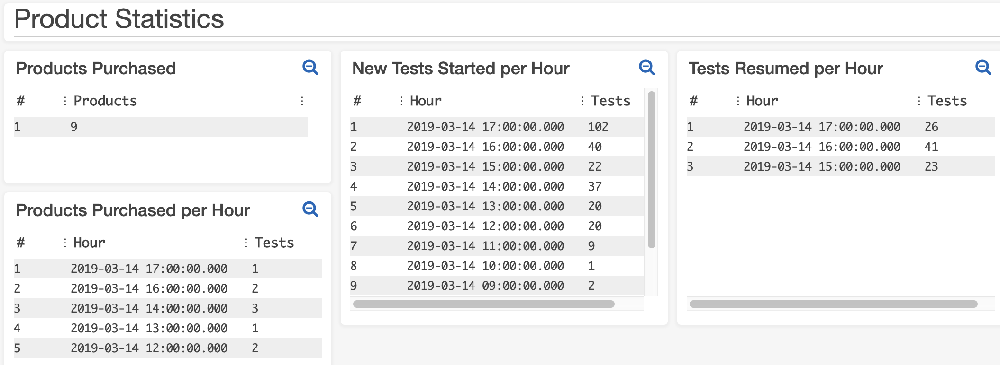 Product Statistics
Products Purchased
# Products
1 9
Products Purchased per Hour
# Hour Tests
1 2019-03-14 17:00:00.000 1
2 2019-03-14 16:00:00.000 2
3 2019-03-14 14:00:00.000 3
4 2019-03-14 13:00:00.000 1
5 2019-03-14 12:00:00.000 2
New Tests Started per Hour
# Hour Tests
1 2019-03-14 17:00:00.000 102
2 2019-03-14 16:00:00.000 40
3 2019-03-14 15:00:00.000 22
4 2019-03-14 14:00:00.000 37
5 2019-03-14 13:00:00.000 20
6 2019-03-14 12:00:00.000 20
7 2019-03-14 11:00:00.000 9
8 2019-03-14 10:00:00.000 1
9 2019-03-14 09:00:00.000 2
Tests Resumed per Hour
# Hour Tests
1 2019-03-14 17:00:00.000 26
2 2019-03-14 16:00:00.000 41
3 2019-03-14 15:00:00.000 23